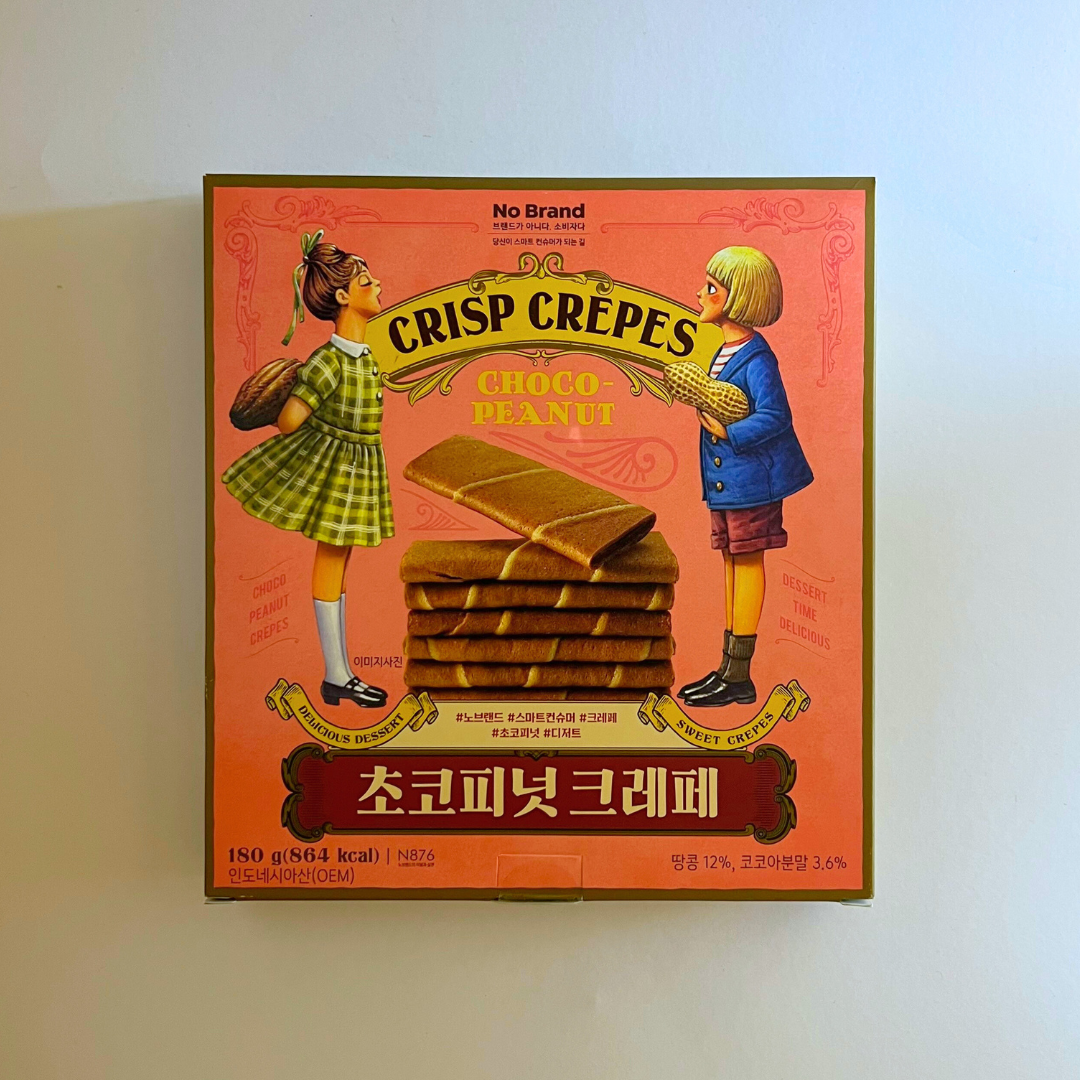 No Brand
브랜드가 아니다. 소비자다
당신이 스마트 컨슈머가 되는 길
CRISP CRÊPES
CHOCO-
PEANUT
CHOCO
PEANUT
CRÊPES
DESSERT
TIME
DELICIOUS
이미지사진
DELICIOUS DESSERT
#노브랜드 #스마트컨슈머 #크레페
#초코피넛 #디저트
SWEET CREPES
초코피넛 크레페
180 g(864 kcal) | N876
인도네시아산(OEM)
땅콩 12%, 코코아분말 3.6%